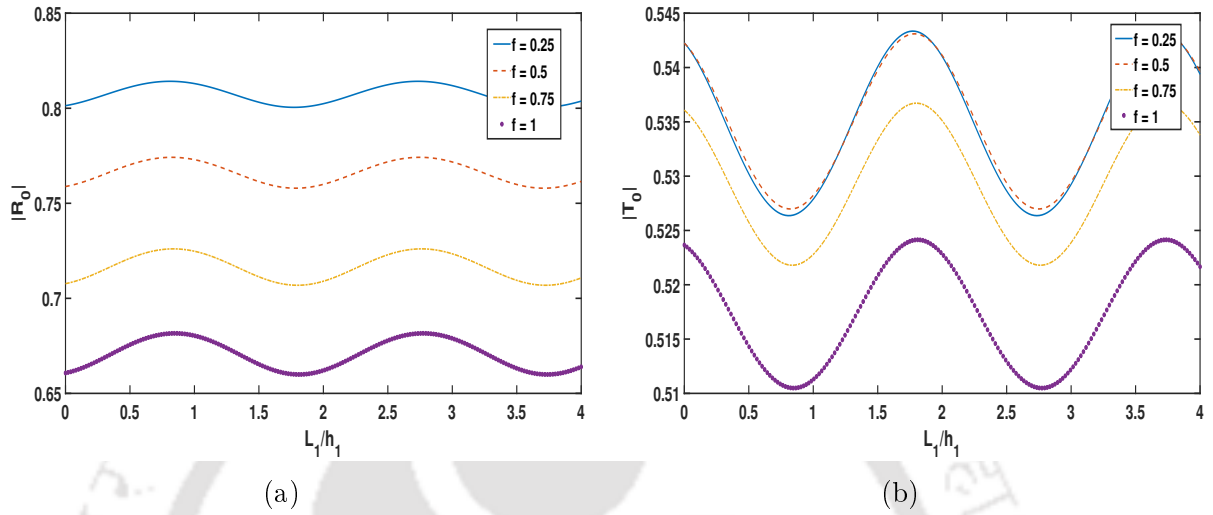 0.85
0.8
0.75
0.7
0.65
|R₀|
0 0.5 1 1.5 2 2.5 3 3.5 4
L₁/h₁
f = 0.25
f = 0.5
f = 0.75
f = 1
(a)
0.545
0.54
0.535
0.53
0.525
0.52
0.515
0.51
|T₀|
0 0.5 1 1.5 2 2.5 3 3.5 4
L₁/h₁
f = 0.25
f = 0.5
f = 0.75
f = 1
(b)